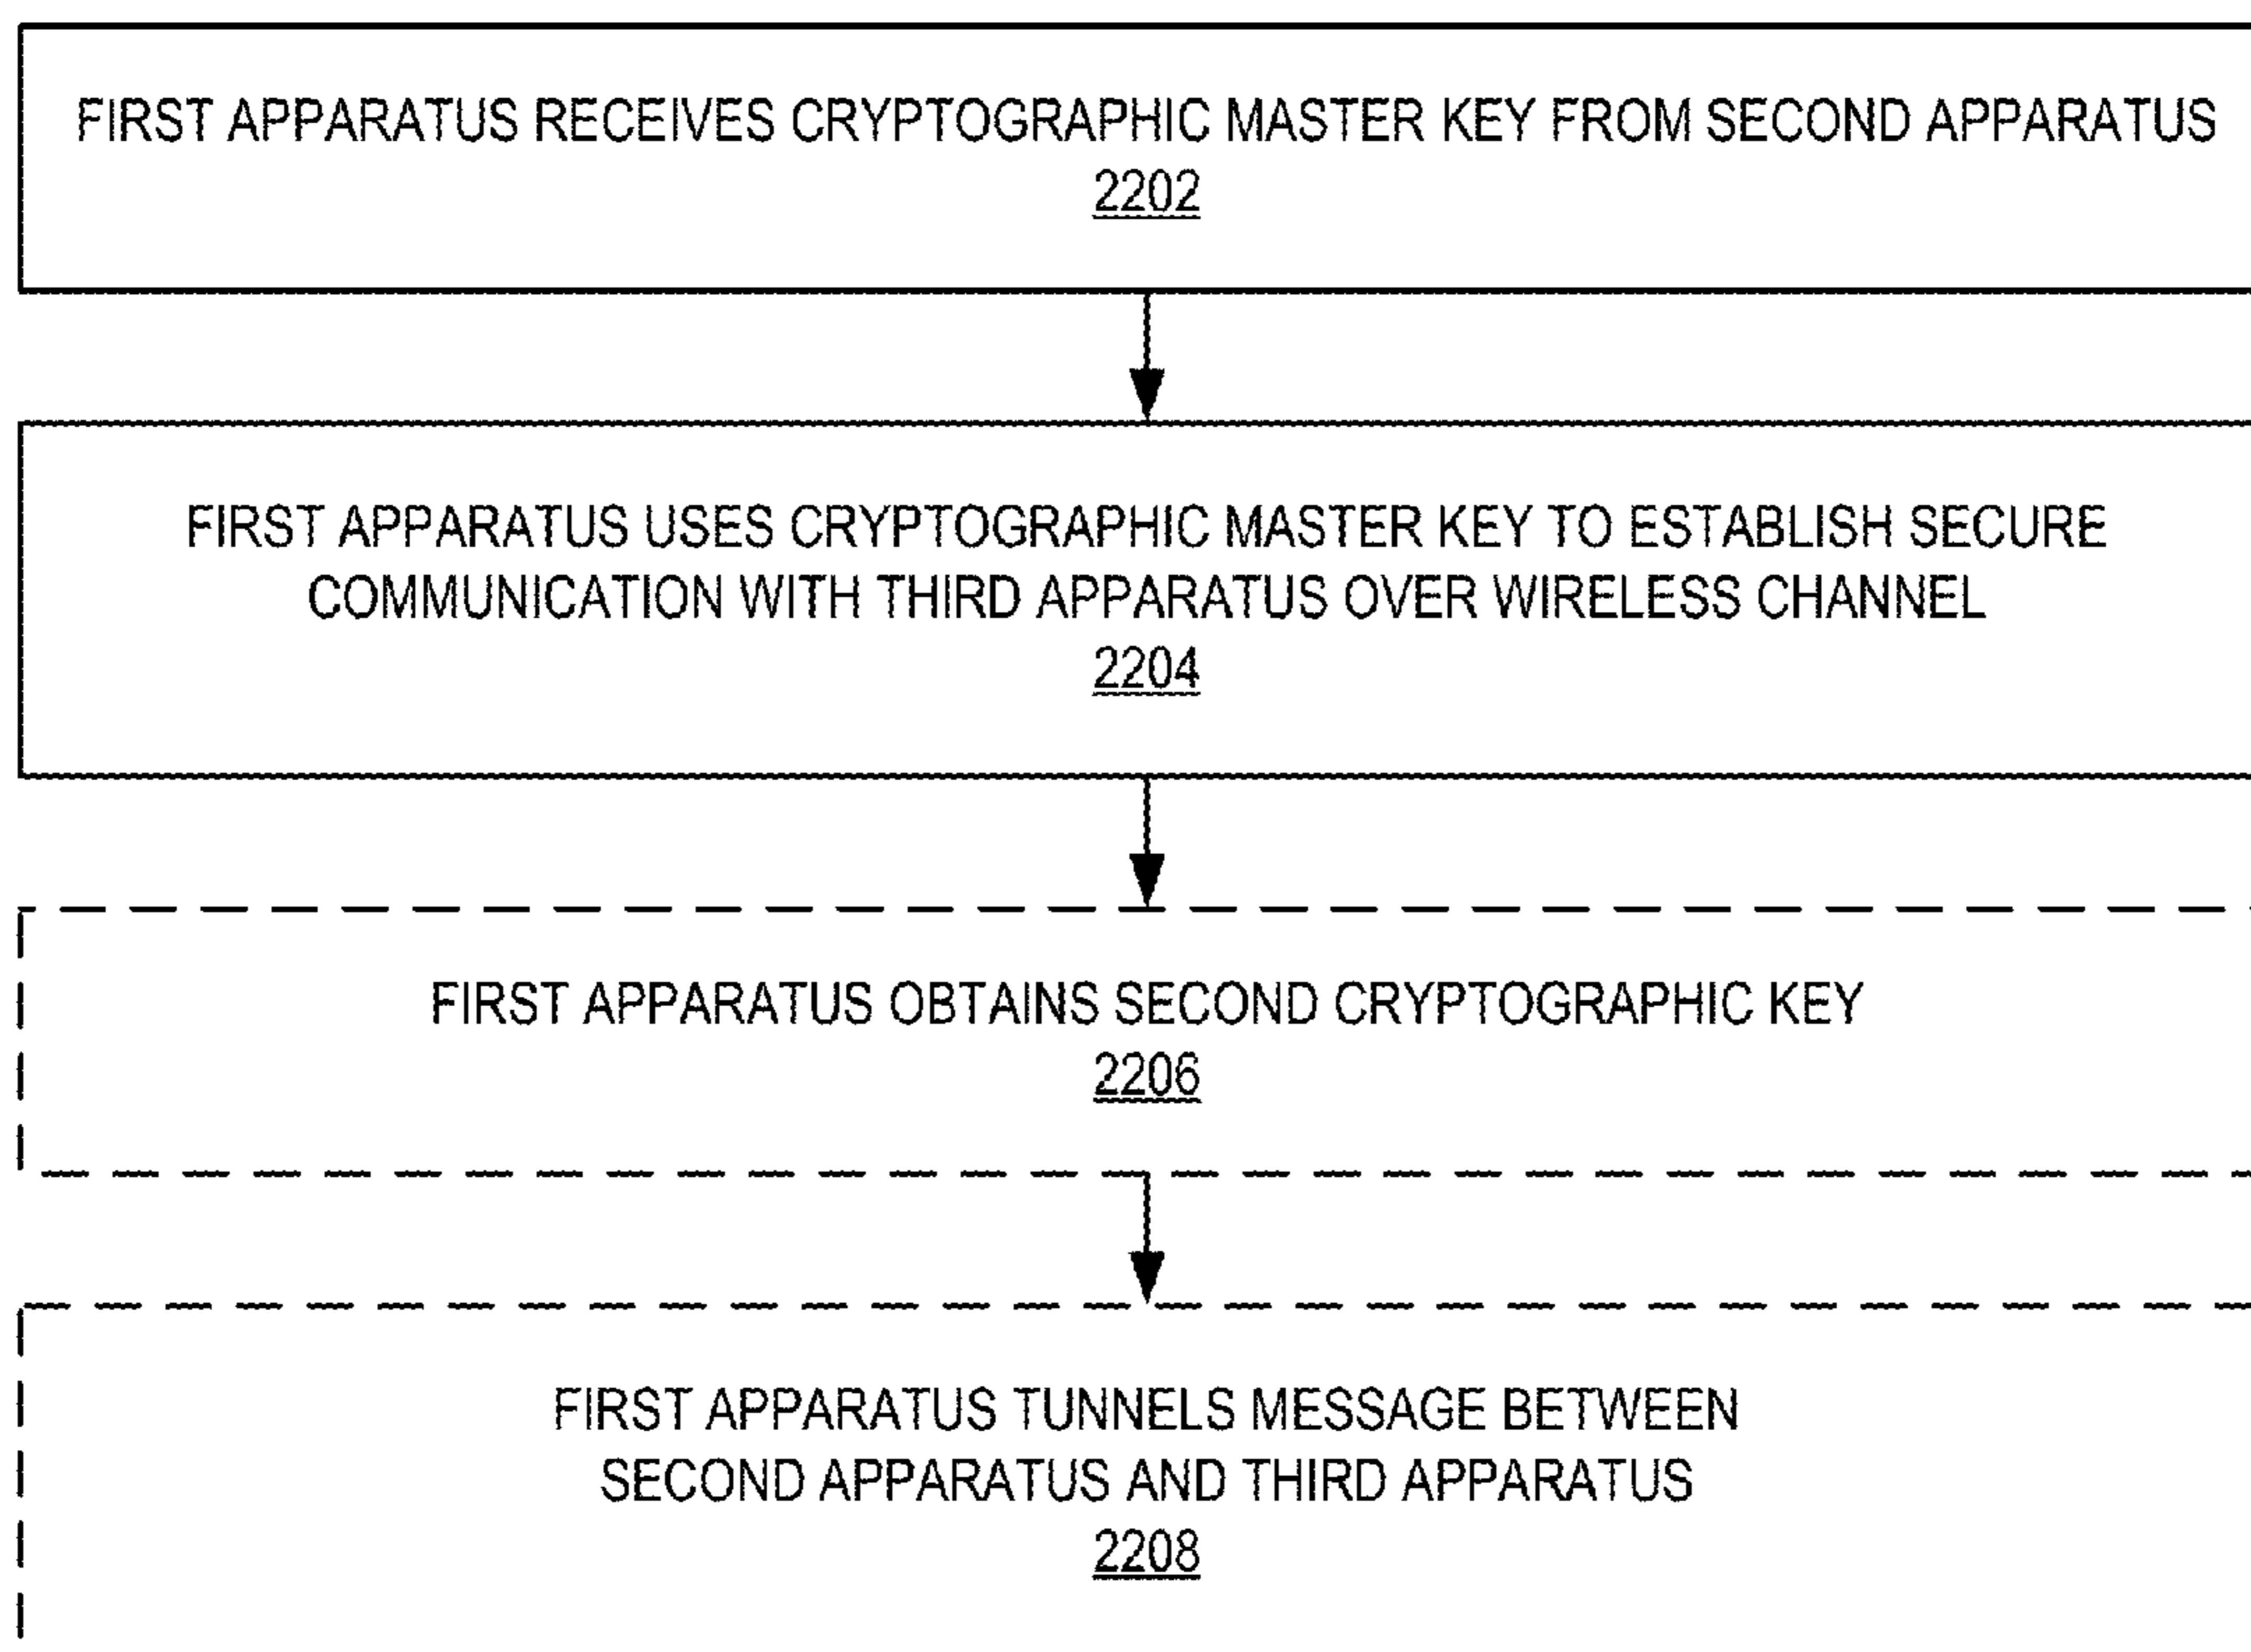 FIRST APPARATUS RECEIVES CRYPTOGRAPHIC MASTER KEY FROM SECOND APPARATUS
2202
FIRST APPARATUS USES CRYPTOGRAPHIC MASTER KEY TO ESTABLISH SECURE
COMMUNICATION WITH THIRD APPARATUS OVER WIRELESS CHANNEL
2204
FIRST APPARATUS OBTAINS SECOND CRYPTOGRAPHIC KEY
2206
FIRST APPARATUS TUNNELS MESSAGE BETWEEN
SECOND APPARATUS AND THIRD APPARATUS
2208